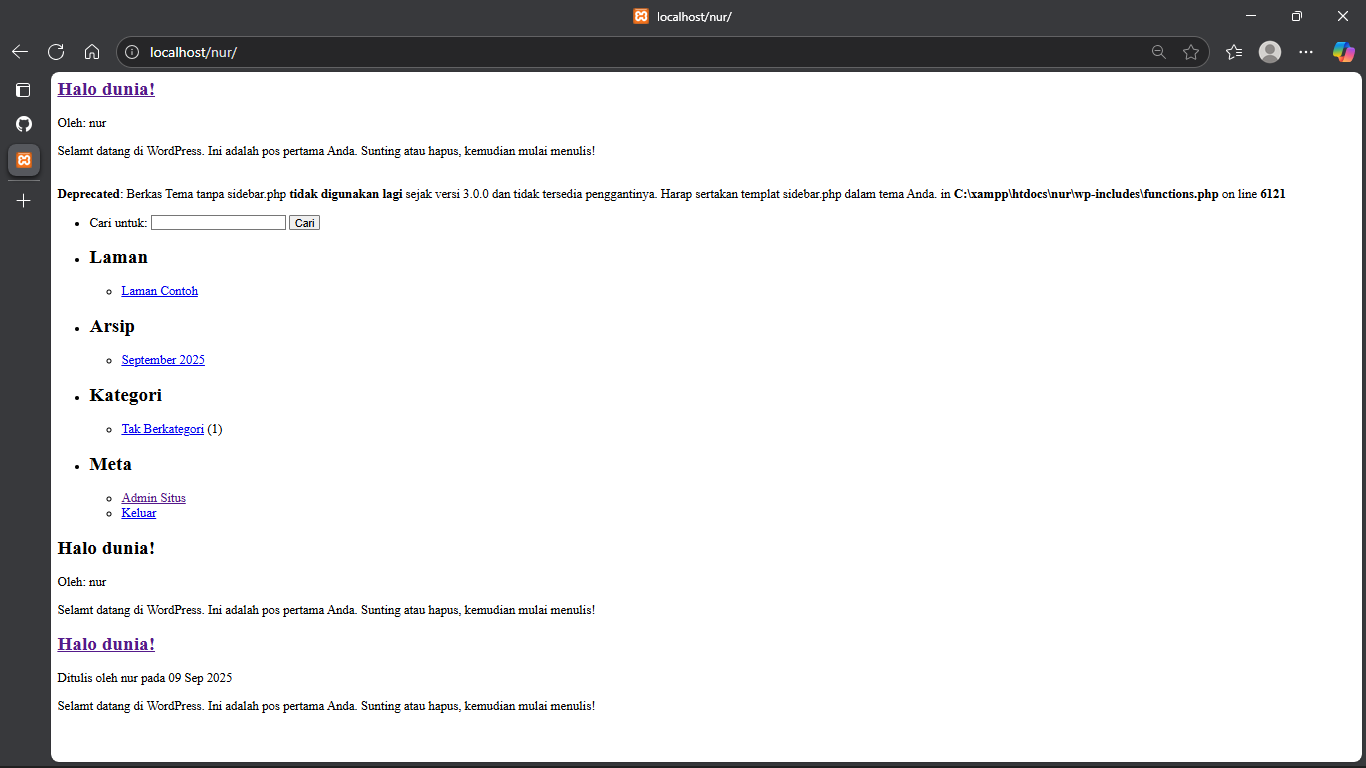 localhost/nur/
localhost/nur/
Halo dunia!
Oleh: nur
Selamt datang di WordPress. Ini adalah pos pertama Anda. Sunting atau hapus, kemudian mulai menulis!
Deprecated: Berkas Tema tanpa sidebar.php tidak digunakan lagi sejak versi 3.0.0 dan tidak tersedia penggantinya. Harap sertakan templat sidebar.php dalam tema Anda. in C:\xampp\htdocs\nur\wp-includes\functions.php on line 6121
Cari untuk: Cari
Laman
Laman Contoh
Arsip
September 2025
Kategori
Tak Berkategori (1)
Meta
Admin Situs
Keluar
Halo dunia!
Oleh: nur
Selamt datang di WordPress. Ini adalah pos pertama Anda. Sunting atau hapus, kemudian mulai menulis!
Halo dunia!
Ditulis oleh nur pada 09 Sep 2025
Selamt datang di WordPress. Ini adalah pos pertama Anda. Sunting atau hapus, kemudian mulai menulis!